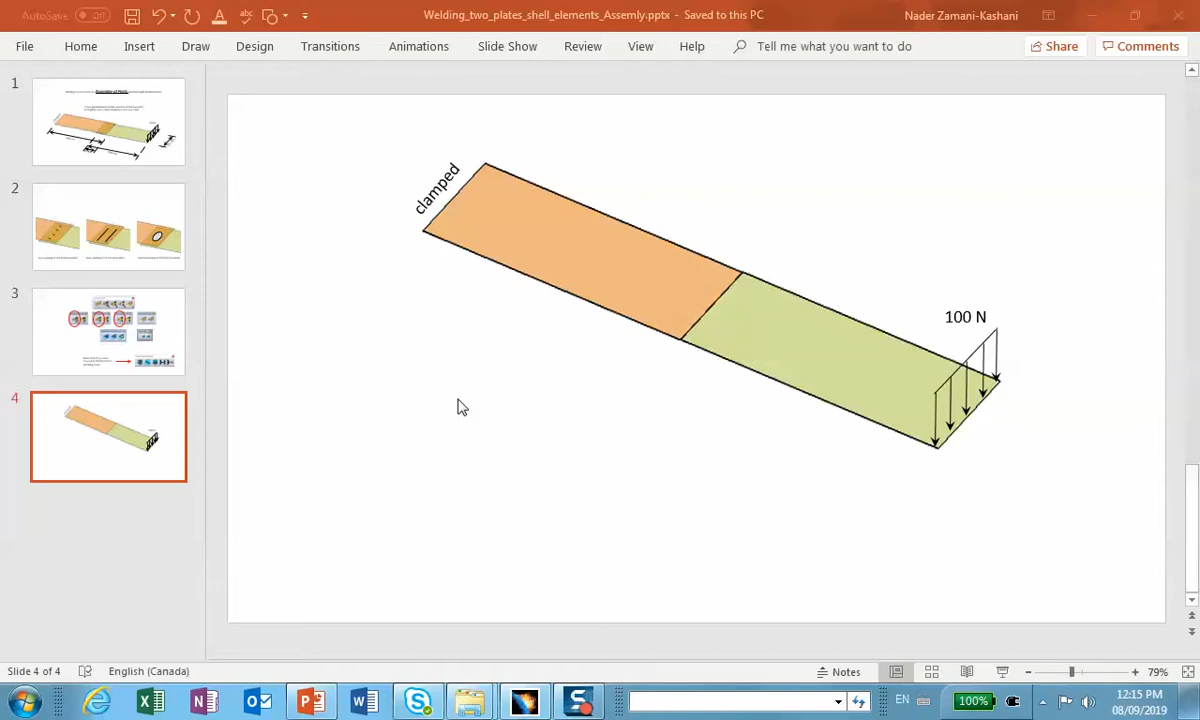 AutoSave Off
Welding_two_plates_shell_elements_Assemly.pptx - Saved to this PC
Nader Zamani-Kashani
File Home Insert Draw Design Transitions Animations Slide Show Review View Help Tell me what you want to do
Share Comments
1
2
3
4
clamped
100 N
Slide 4 of 4 English (Canada)
Notes
79%
EN
100%
12:15 PM
08/09/2019